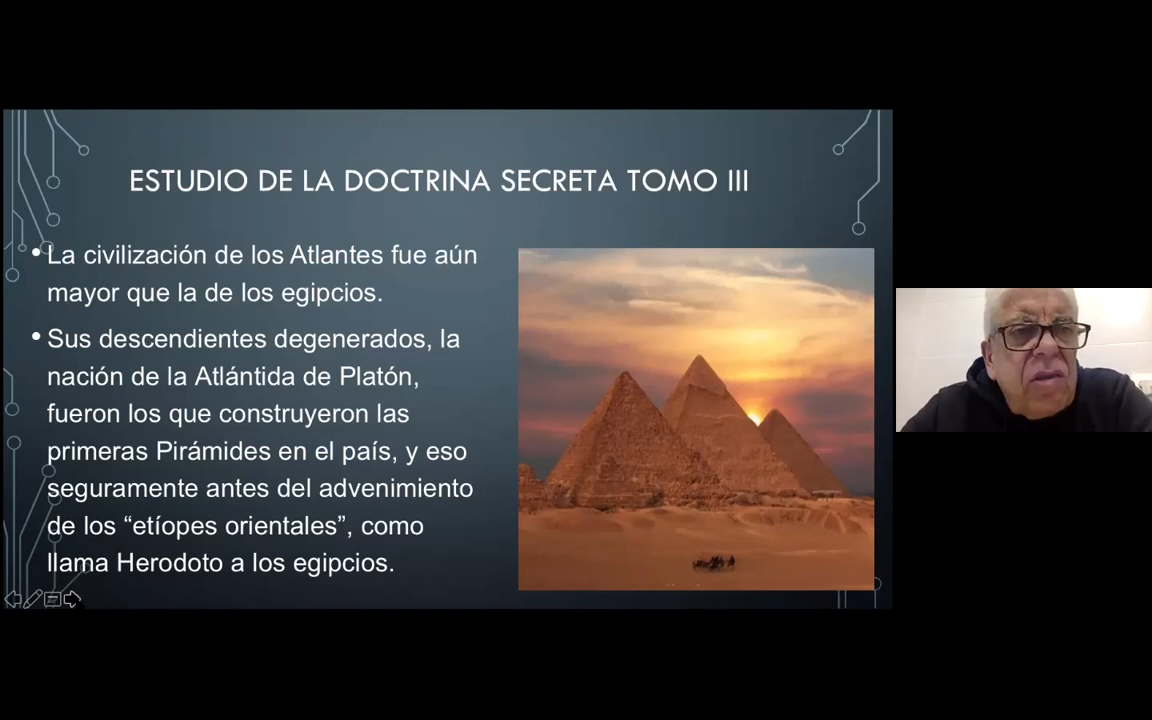 ESTUDIO DE LA DOCTRINA SECRETA TOMO III
• La civilización de los Atlantes fue aún
mayor que la de los egipcios.
• Sus descendientes degenerados, la
nación de la Atlántida de Platón,
fueron los que construyeron las
primeras Pirámides en el país, y eso
seguramente antes del advenimiento
de los “etíopes orientales”, como
llama Herodoto a los egipcios.